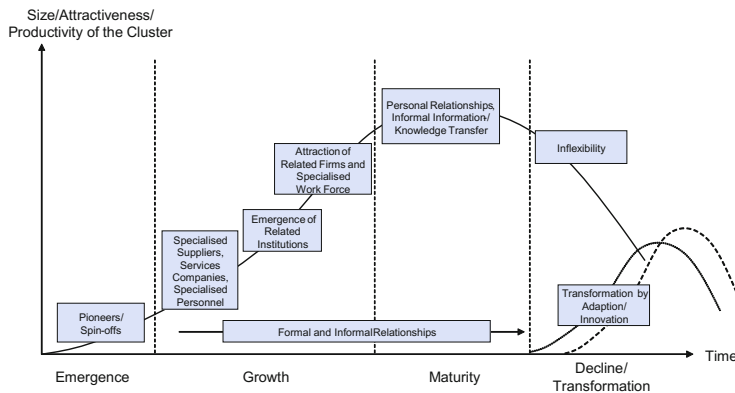 Size/Attractiveness/
Productivity of the Cluster
Personal Relationships,
Informal Information-/
Knowledge Transfer
Inflexibility
Attraction of
Related Firms and
Specialised
Work Force
Emergence of
Related
Institutions
Specialised
Suppliers,
Services
Companies,
Specialised
Personnel
Transformation by
Adaption/
Innovation
Pioneers/
Spin-offs
Formal and Informal Relationships
Time
Emergence
Growth
Maturity
Decline/
Transformation